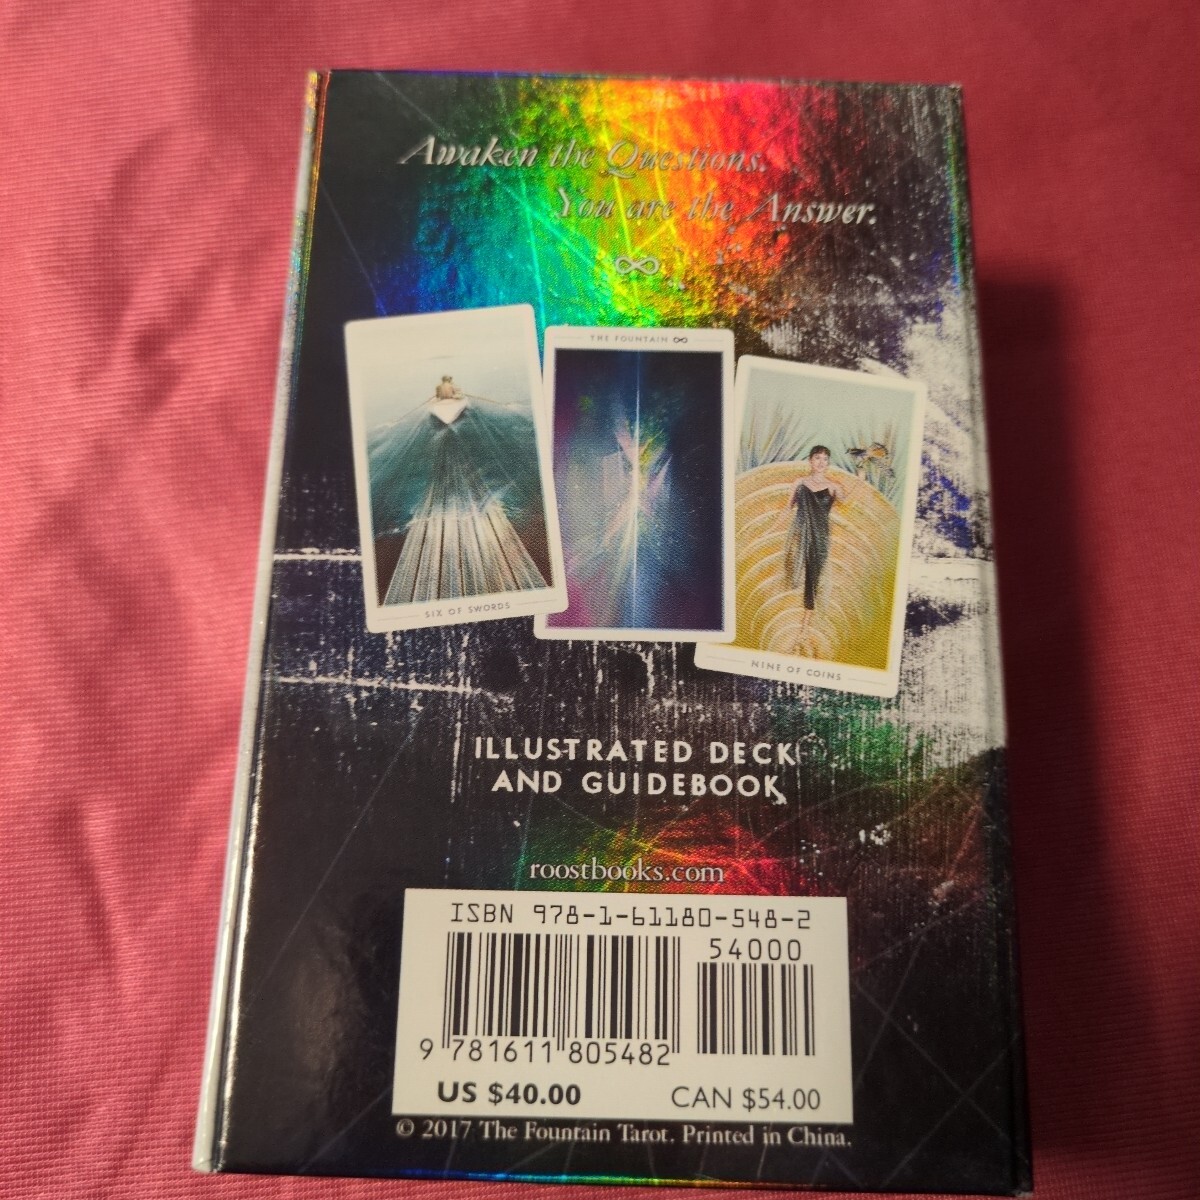 Awaken the Questions.
You are the Answer.
∞
THE FOUNTAIN ∞
SIX OF SWORDS
NINE OF COINS
ILLUSTRATED DECK
AND GUIDEBOOK
roostbooks.com
ISBN 978-1-61180-548-2
54000
9 781611 805482
US $40.00 CAN $54.00
© 2017 The Fountain Tarot. Printed in China.